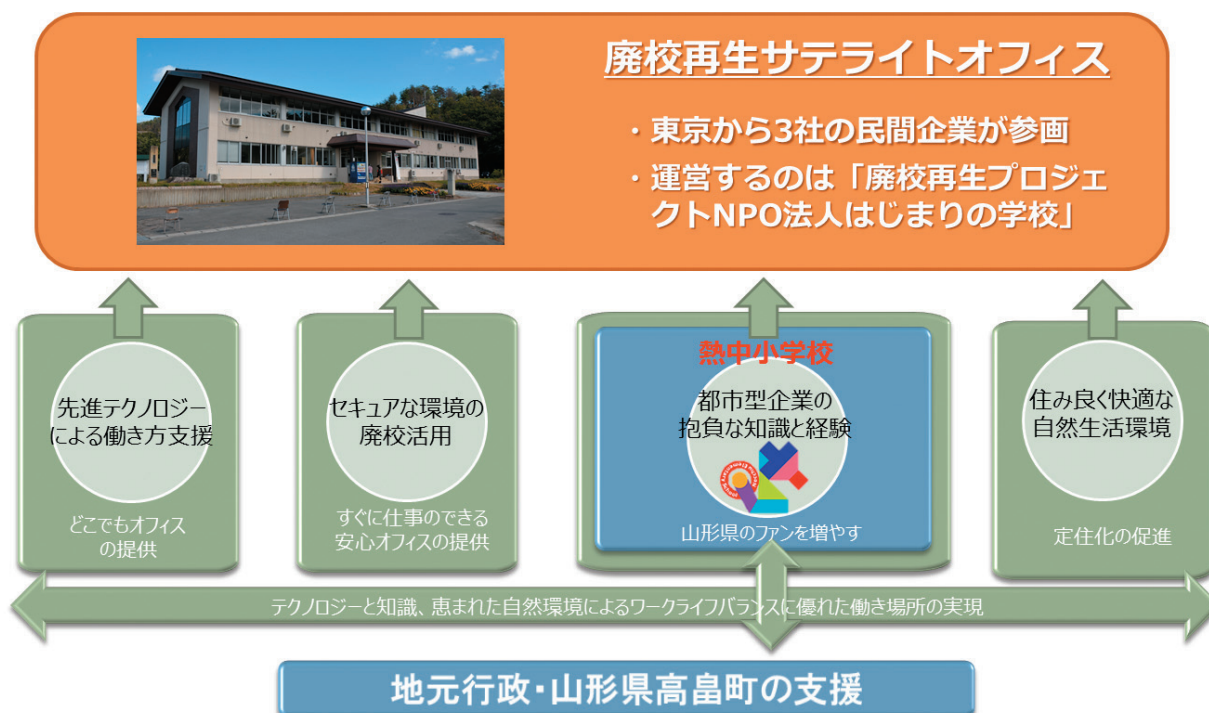 廃校再生サテライトオフィス
・東京から3社の民間企業が参画
・運営するのは「廃校再生プロジェ
クトNPO法人はじまりの学校」
先進テクノロジー
による働き方支援
どこでもオフィス
の提供
セキュアな環境の
廃校活用
すぐに仕事のできる
安心オフィスの提供
熱中小学校
都市型企業の
抱負な知識と経験
山形県のファンを増やす
住み良く快適な
自然生活環境
定住化の促進
テクノロジーと知識、恵まれた自然環境によるワークライフバランスに優れた働き場所の実現
地元行政・山形県高畠町の支援